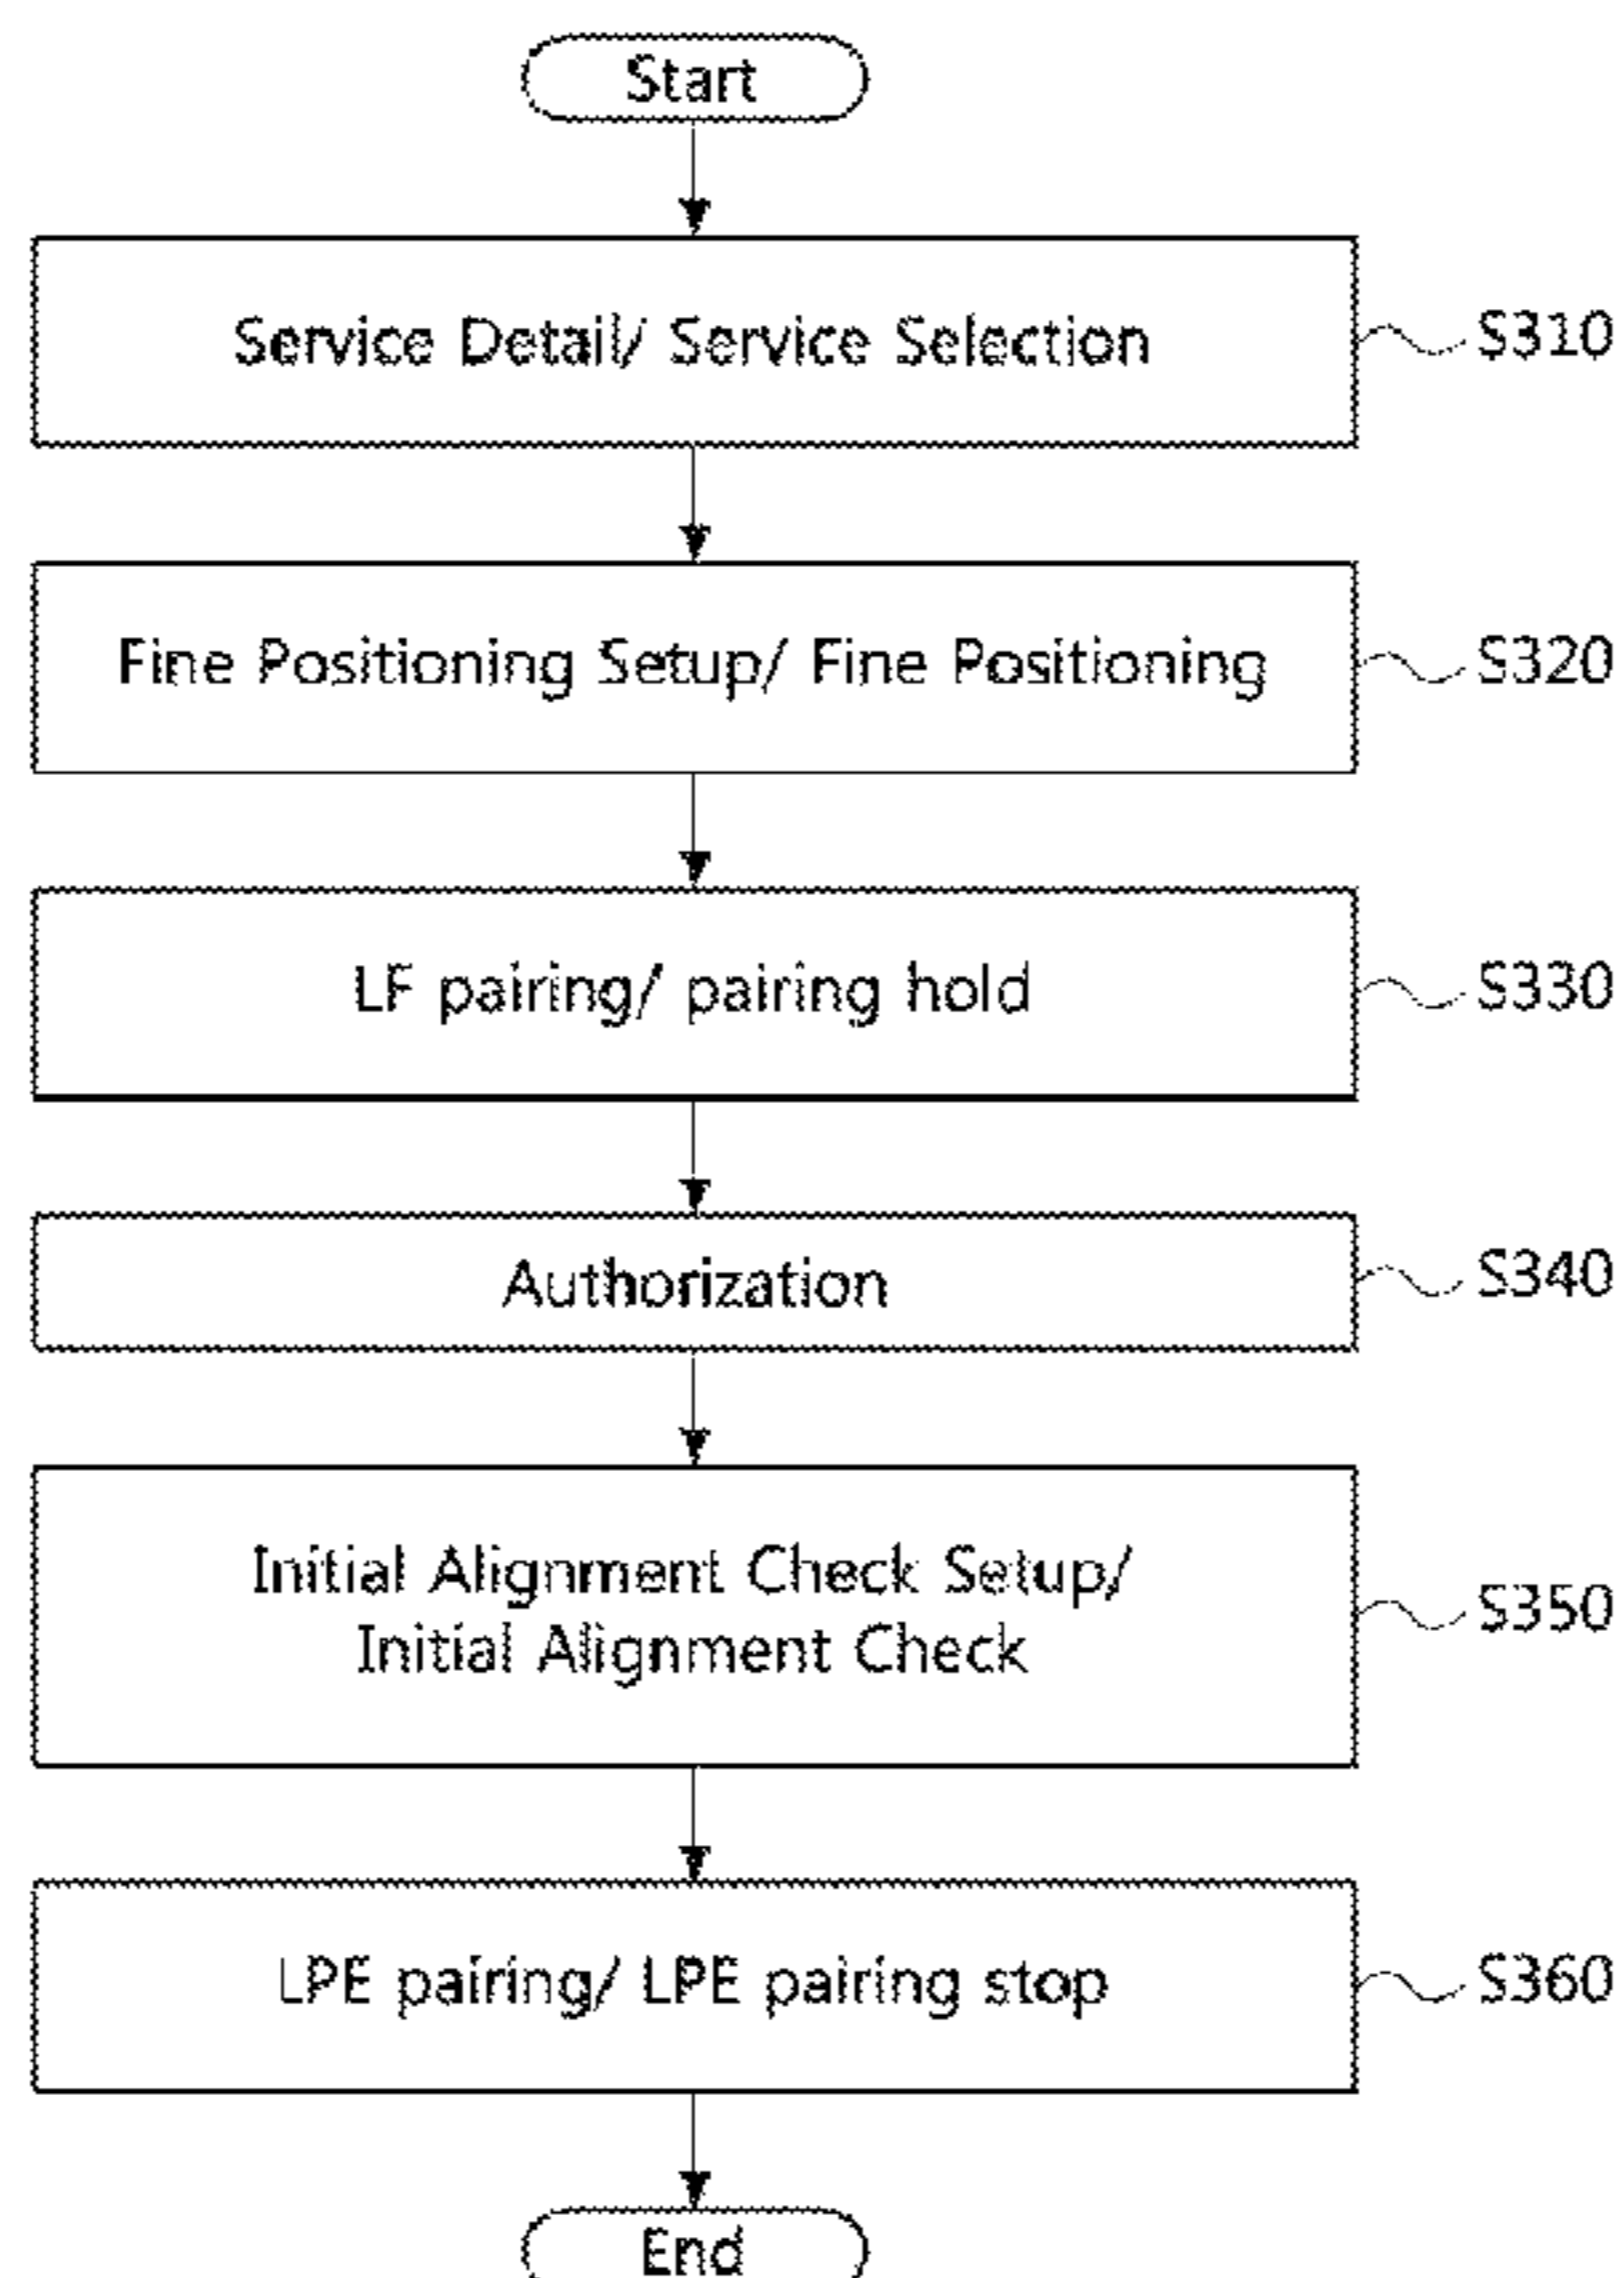 Start
Service Detail/ Service Selection
S310
Fine Positioning Setup/ Fine Positioning
S320
LF pairing/ pairing hold
S330
Authorization
S340
Initial Alignment Check Setup/
Initial Alignment Check
S350
LPE pairing/ LPE pairing stop
S360
End